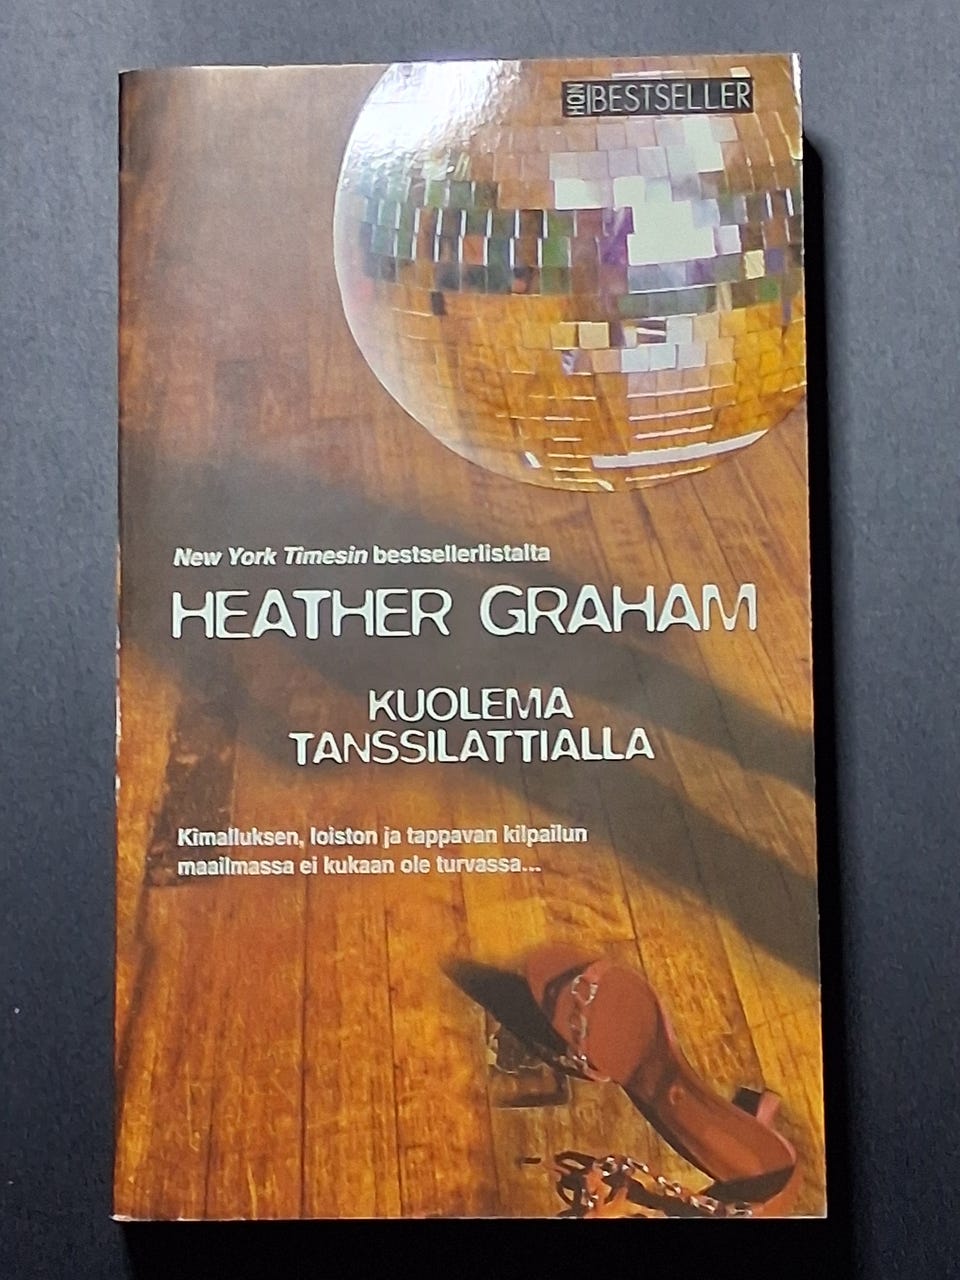 HQN BESTSELLER
New York Timesin bestsellerlistalta
HEATHER GRAHAM
KUOLEMA
TANSSILATTIALLA
Kimalluksen, loiston ja tappavan kilpailun
maailmassa ei kukaan ole turvassa...